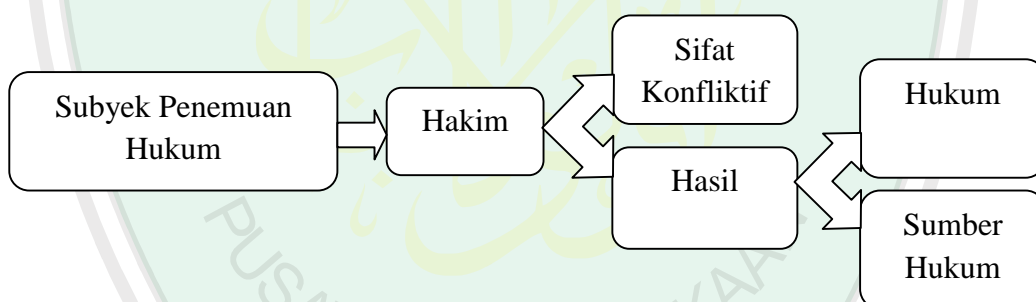 Subyek Penemuan
Hukum
Hakim
Sifat
Konfliktif
Hasil
Hukum
Sumber
Hukum